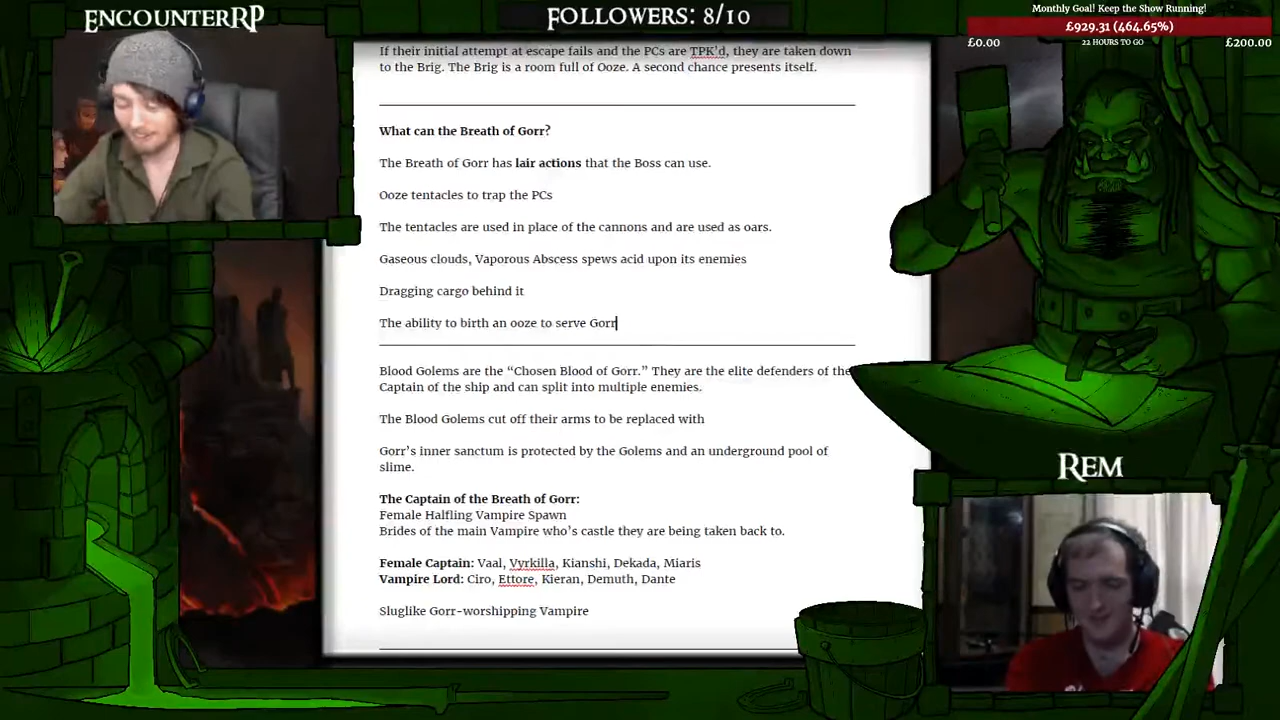 EncounterRP
Followers: 8/10
Monthly Goal! Keep the Show Running!
£929.31 (464.65%)
£0.00
22 HOURS TO GO
£200.00
If their initial attempt at escape fails and the PCs are TPK'd, they are taken down
to the Brig. The Brig is a room full of Ooze. A second chance presents itself.
What can the Breath of Gorr?
The Breath of Gorr has lair actions that the Boss can use.
Ooze tentacles to trap the PCs
The tentacles are used in place of the cannons and are used as oars.
Gaseous clouds, Vaporous Abscess spews acid upon its enemies
Dragging cargo behind it
The ability to birth an ooze to serve Gorr
Blood Golems are the “Chosen Blood of Gorr.” They are the elite defenders of the
Captain of the ship and can split into multiple enemies.
The Blood Golems cut off their arms to be replaced with
Gorr's inner sanctum is protected by the Golems and an underground pool of
slime.
The Captain of the Breath of Gorr:
Female Halfling Vampire Spawn
Brides of the main Vampire who's castle they are being taken back to.
Female Captain: Vaal, Vyrkilla, Kianshi, Dekada, Miaris
Vampire Lord: Ciro, Ettore, Kieran, Demuth, Dante
Sluglike Gorr-worshipping Vampire
Rem